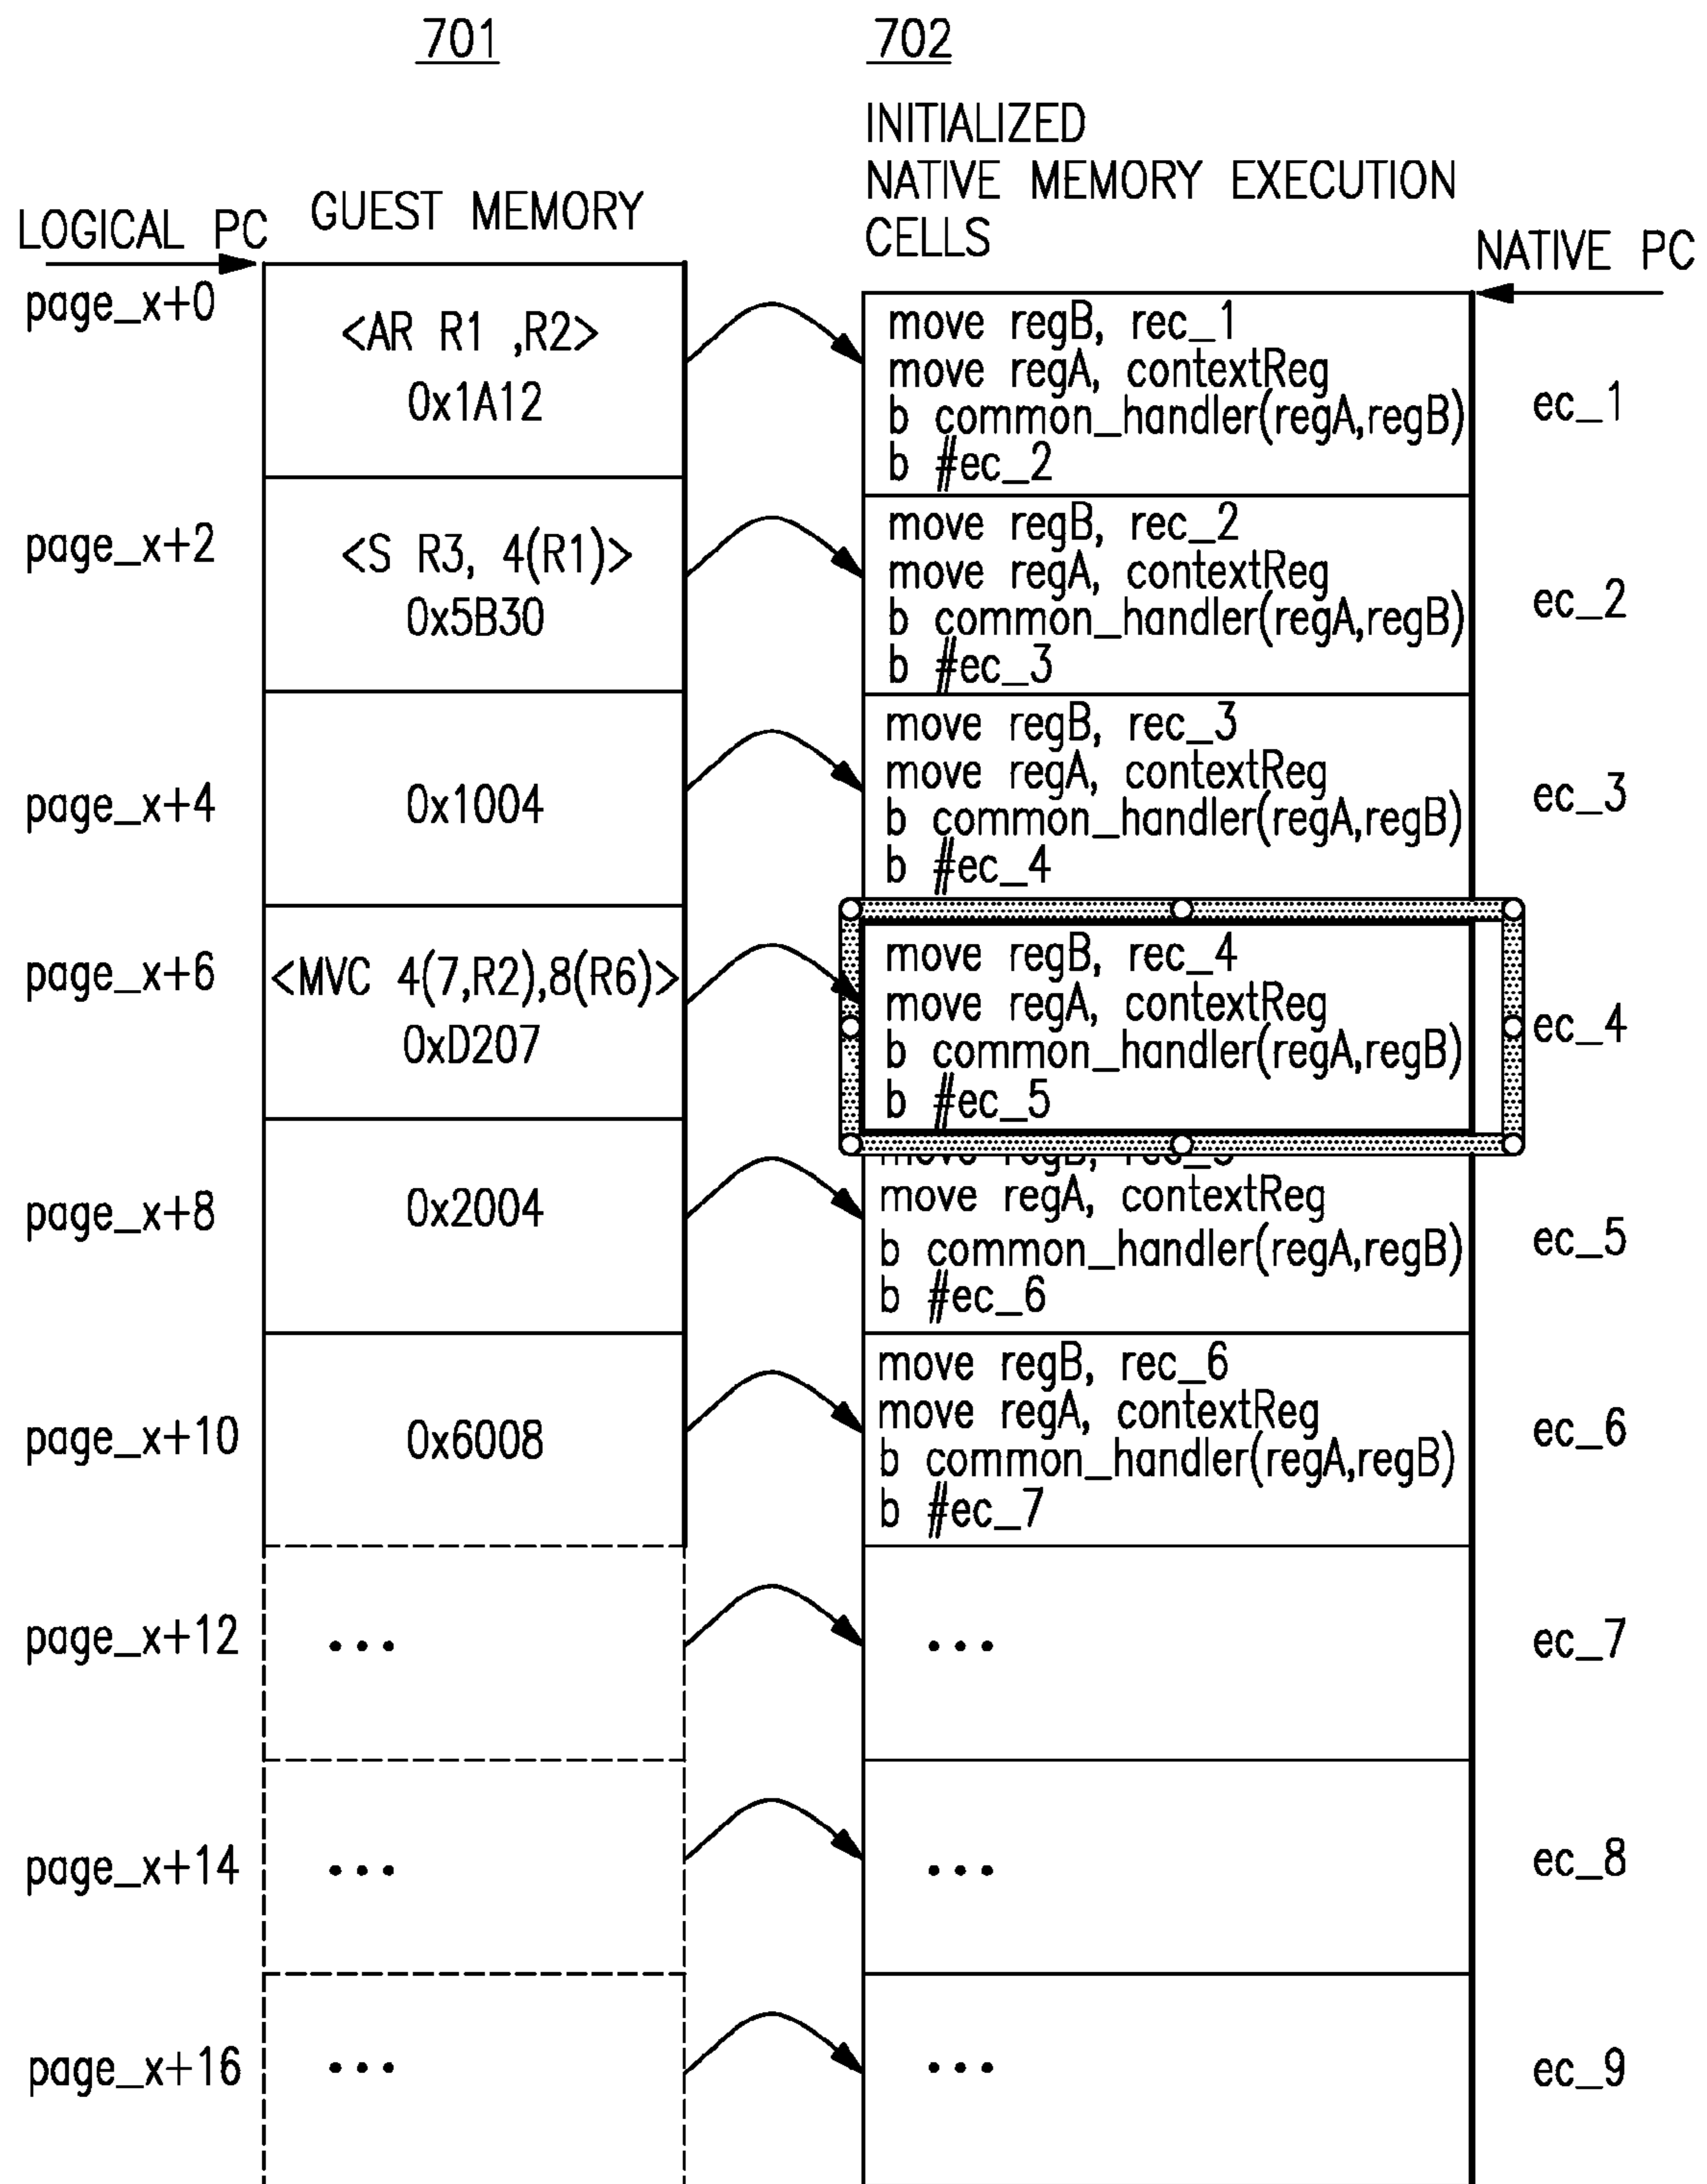 701
702
INITIALIZED
NATIVE MEMORY EXECUTION
CELLS
LOGICAL PC
GUEST MEMORY
NATIVE PC
page_x+0
<AR R1 ,R2>
0x1A12
move regB, rec_1
move regA, contextReg
b common_handler(regA,regB)
b #ec_2
ec_1
page_x+2
<S R3, 4(R1)>
0x5B30
move regB, rec_2
move regA, contextReg
b common_handler(regA,regB)
b #ec_3
ec_2
page_x+4
0x1004
move regB, rec_3
move regA, contextReg
b common_handler(regA,regB)
b #ec_4
ec_3
page_x+6
<MVC 4(7,R2),8(R6)>
0xD207
move regB, rec_4
move regA, contextReg
b common_handler(regA,regB)
b #ec_5
ec_4
page_x+8
0x2004
move regA, contextReg
b common_handler(regA,regB)
b #ec_6
ec_5
page_x+10
0x6008
move regB, rec_6
move regA, contextReg
b common_handler(regA,regB)
b #ec_7
ec_6
page_x+12
...
...
ec_7
page_x+14
...
...
ec_8
page_x+16
...
...
ec_9